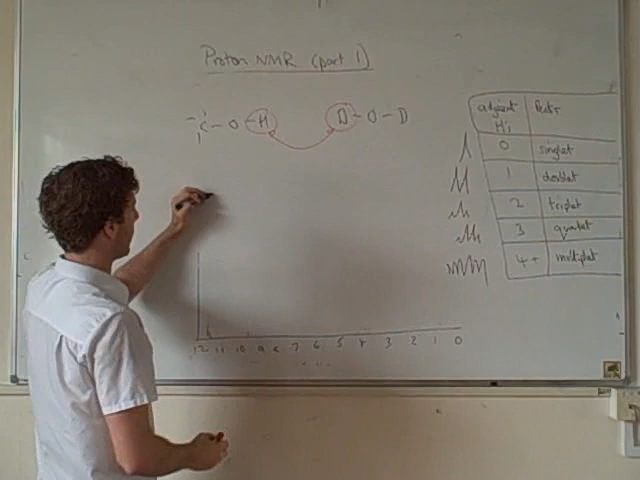 Proton NMR (part 1)
C - O - H D - O - D
adjacent H's Peaks
0 singlet
1 doublet
2 triplet
3 quartet
4+ multiplet
12 11 10 9 8 7 6 5 4 3 2 1 0